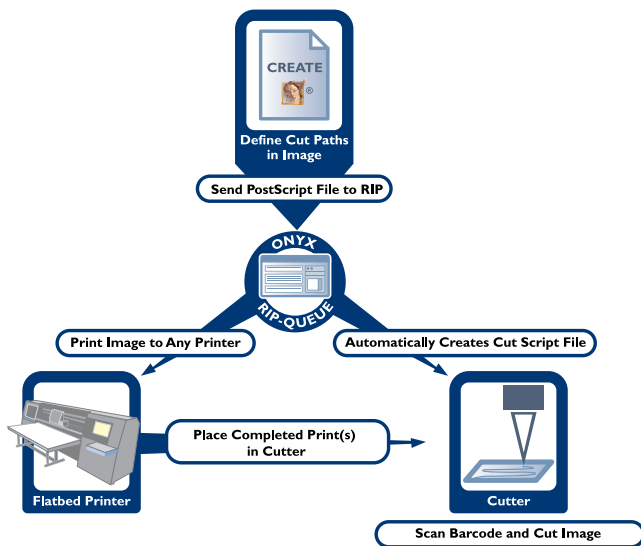 CREATE
®
Define Cut Paths
in Image
Send PostScript File to RIP
ONYX
RIP-QUEUE
Print Image to Any Printer
Automatically Creates Cut Script File
Place Completed Print(s)
in Cutter
Flatbed Printer
Cutter
Scan Barcode and Cut Image